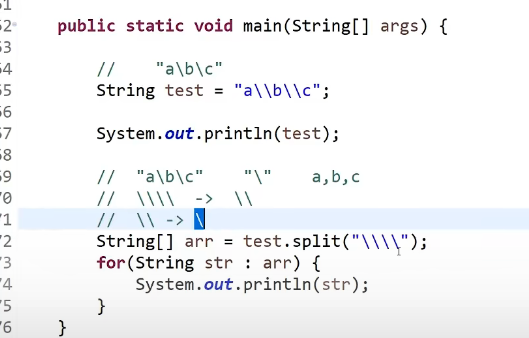 51
52 public static void main(String[] args) {
53
54 // "a\b\c"
55 String test = "a\\b\\c";
56
57 System.out.println(test);
58
59 // "a\b\c" "\" a,b,c
70 // \\\\ -> \\
71 // \\ -> \
72 String[] arr = test.split("\\\\");
73 for(String str : arr) {
74 System.out.println(str);
75 }
76 }